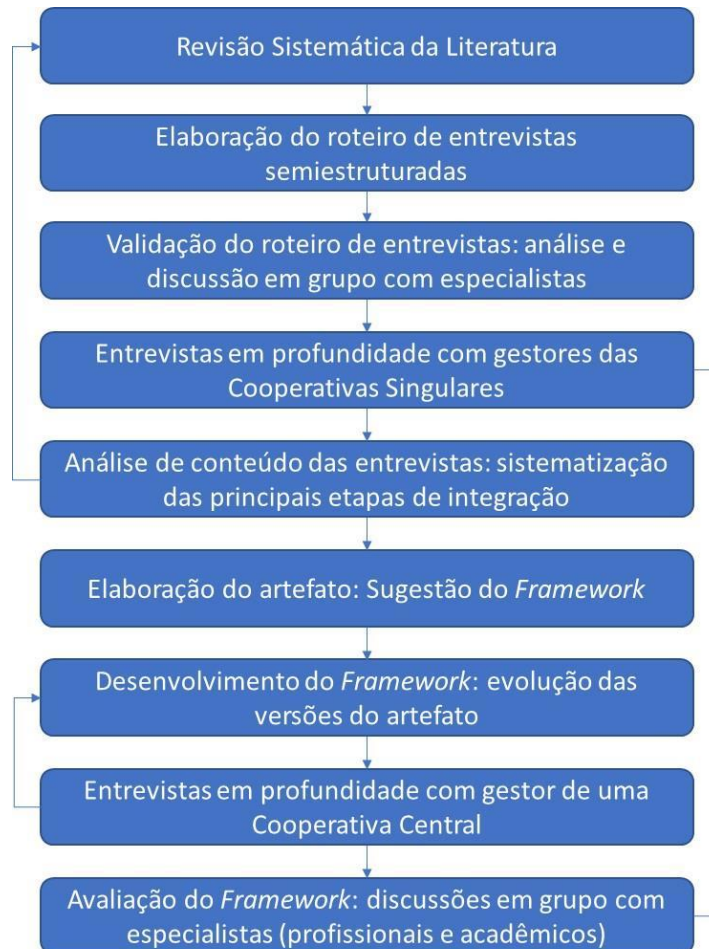 Revisão Sistemática da Literatura
Elaboração do roteiro de entrevistas
semiestruturadas
Validação do roteiro de entrevistas: análise e
discussão em grupo com especialistas
Entrevistas em profundidade com gestores das
Cooperativas Singulares
Análise de conteúdo das entrevistas: sistematização
das principais etapas de integração
Elaboração do artefato: Sugestão do Framework
Desenvolvimento do Framework: evolução das
versões do artefato
Entrevistas em profundidade com gestor de uma
Cooperativa Central
Avaliação do Framework: discussões em grupo com
especialistas (profissionais e acadêmicos)